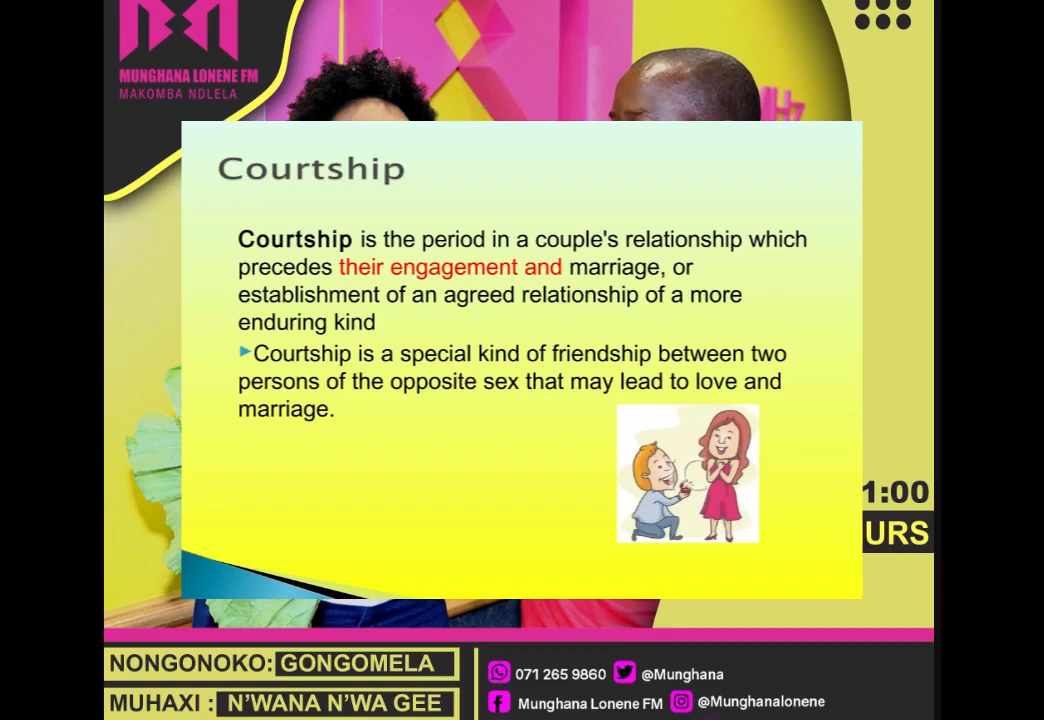 MUNGHANA LONENE FM
MAKOMBA NDLELA
Hz
Courtship
Courtship is the period in a couple's relationship which
precedes their engagement and marriage, or
establishment of an agreed relationship of a more
enduring kind
Courtship is a special kind of friendship between two
persons of the opposite sex that may lead to love and
marriage.
1:00
URS
NONGONOKO: GONGOMELA
MUHAXI : N'WANA N'WA GEE
071 265 9860 @Munghana
Munghana Lonene FM @Munghanalonene